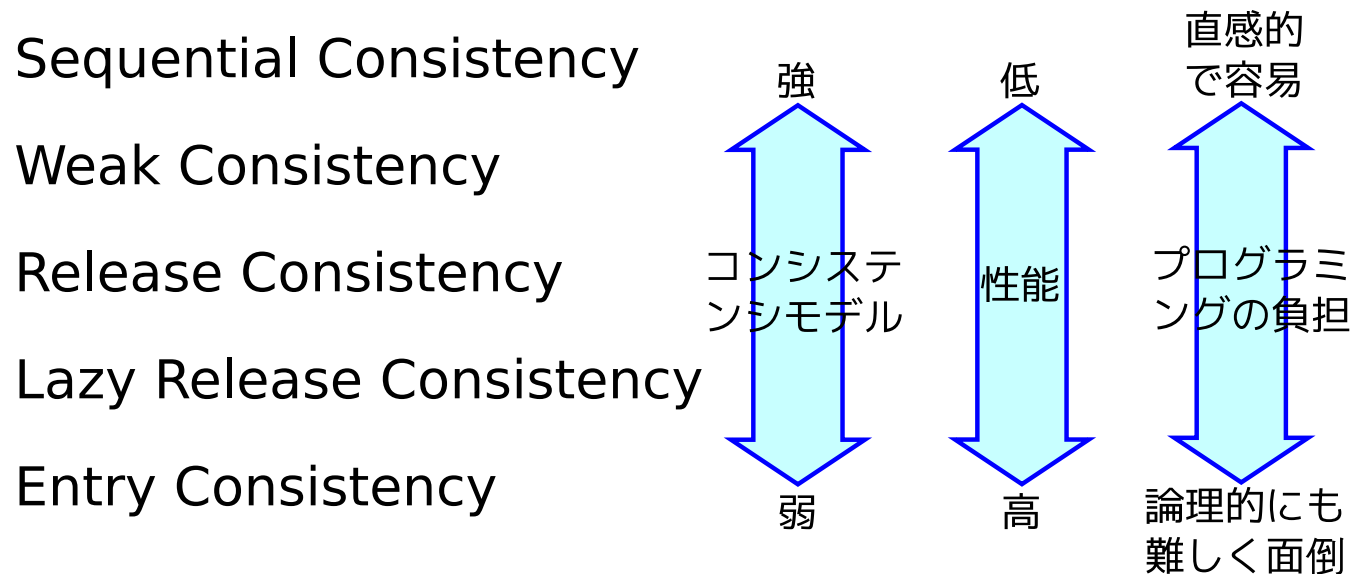 Sequential Consistency
Weak Consistency
Release Consistency
Lazy Release Consistency
Entry Consistency
強
コンシステ
ンシモデル
弱
低
性能
高
直感的
で容易
プログラミ
ングの負担
論理的にも
難しく面倒